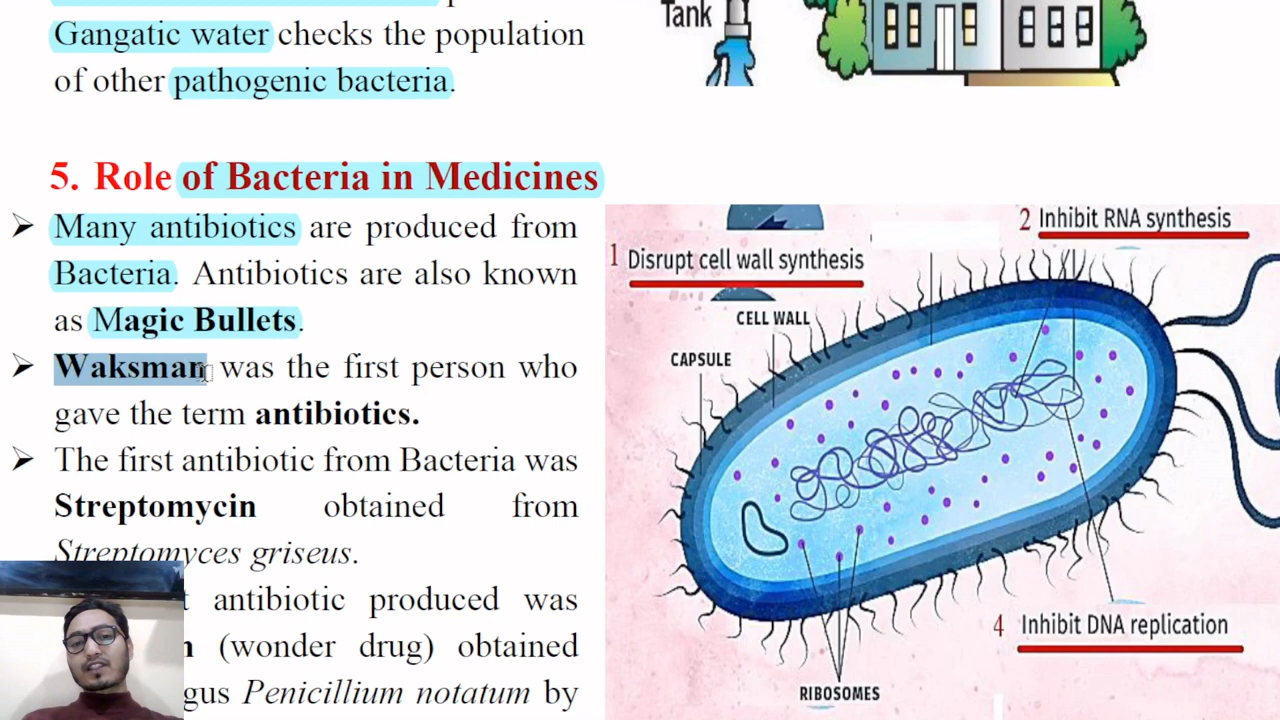 Gangatic water checks the population
of other pathogenic bacteria.
Tank
5. Role of Bacteria in Medicines
➢ Many antibiotics are produced from
Bacteria. Antibiotics are also known
as Magic Bullets.
➢ Waksman was the first person who
gave the term antibiotics.
➢ The first antibiotic from Bacteria was
Streptomycin obtained from
Streptomyces griseus.
antibiotic produced was
(wonder drug) obtained
Penicillium notatum by
1 Disrupt cell wall synthesis
2 Inhibit RNA synthesis
CELL WALL
CAPSULE
4 Inhibit DNA replication
RIBOSOMES